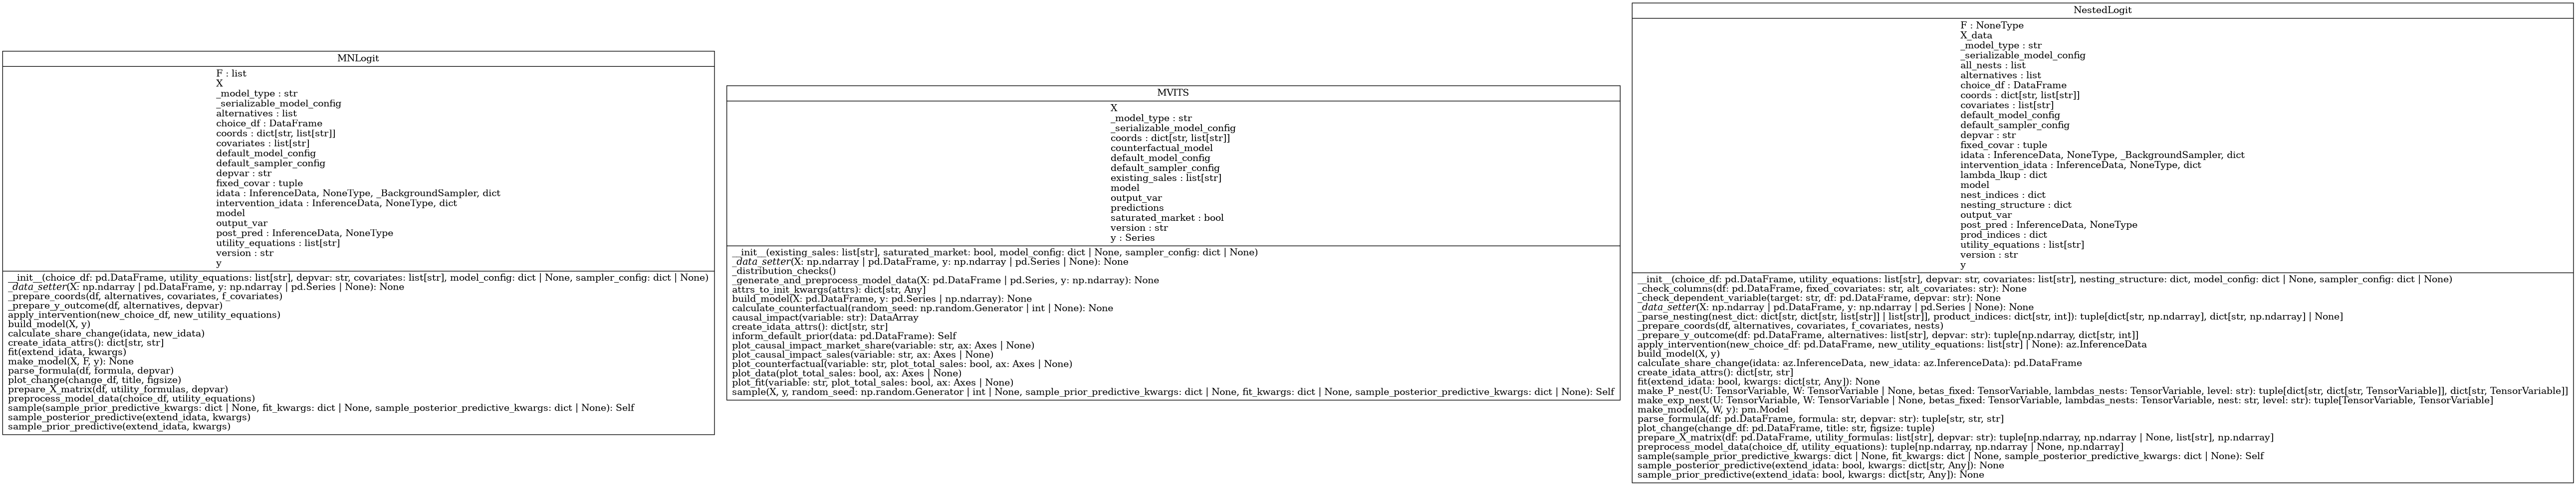 MNLogit
F : list
X
_model_type : str
_serializable_model_config
alternatives : list
choice_df : DataFrame
coords : dict[str, list[str]]
covariates : list[str]
default_model_config
default_sampler_config
depvar : str
fixed_covar : tuple
idata : InferenceData, NoneType, _BackgroundSampler, dict
intervention_idata : InferenceData, NoneType, dict
model
output_var
post_pred : InferenceData, NoneType
utility_equations : list[str]
version : str
y
__init__(choice_df: pd.DataFrame, utility_equations: list[str], depvar: str, covariates: list[str], model_config: dict | None, sampler_config: dict | None)
_data_setter(X: np.ndarray | pd.DataFrame, y: np.ndarray | pd.Series | None): None
_prepare_coords(df, alternatives, covariates, f_covariates)
_prepare_y_outcome(df, alternatives, depvar)
apply_intervention(new_choice_df, new_utility_equations)
build_model(X, y)
calculate_share_change(idata, new_idata)
create_idata_attrs(): dict[str, str]
fit(extend_idata, kwargs)
make_model(X, F, y): None
parse_formula(df, formula, depvar)
plot_change(change_df, title, figsize)
prepare_X_matrix(df, utility_formulas, depvar)
preprocess_model_data(choice_df, utility_equations)
sample(sample_prior_predictive_kwargs: dict | None, fit_kwargs: dict | None, sample_posterior_predictive_kwargs: dict | None): Self
sample_posterior_predictive(extend_idata, kwargs)
sample_prior_predictive(extend_idata, kwargs)
MVITS
X
_model_type : str
_serializable_model_config
coords : dict[str, list[str]]
counterfactual_model
default_model_config
default_sampler_config
existing_sales : list[str]
model
output_var
predictions
saturated_market : bool
version : str
y : Series
__init__(existing_sales: list[str], saturated_market: bool, model_config: dict | None, sampler_config: dict | None)
_data_setter(X: np.ndarray | pd.DataFrame, y: np.ndarray | pd.Series | None): None
_distribution_checks()
_generate_and_preprocess_model_data(X: pd.DataFrame | pd.Series, y: np.ndarray): None
attrs_to_init_kwargs(attrs): dict[str, Any]
build_model(X: pd.DataFrame, y: pd.Series | np.ndarray): None
calculate_counterfactual(random_seed: np.random.Generator | int | None): None
causal_impact(variable: str): DataArray
create_idata_attrs(): dict[str, str]
inform_default_prior(data: pd.DataFrame): Self
plot_causal_impact_market_share(variable: str, ax: Axes | None)
plot_causal_impact_sales(variable: str, ax: Axes | None)
plot_counterfactual(variable: str, plot_total_sales: bool, ax: Axes | None)
plot_data(plot_total_sales: bool, ax: Axes | None)
plot_fit(variable: str, plot_total_sales: bool, ax: Axes | None)
sample(X, y, random_seed: np.random.Generator | int | None, sample_prior_predictive_kwargs: dict | None, fit_kwargs: dict | None, sample_posterior_predictive_kwargs: dict | None): Self
NestedLogit
F : NoneType
X_data
_model_type : str
_serializable_model_config
all_nests : list
alternatives : list
choice_df : DataFrame
coords : dict[str, list[str]]
covariates : list[str]
default_model_config
default_sampler_config
depvar : str
fixed_covar : tuple
idata : InferenceData, NoneType, _BackgroundSampler, dict
intervention_idata : InferenceData, NoneType, dict
lambda_lkup : dict
model
nest_indices : dict
nesting_structure : dict
output_var
post_pred : InferenceData, NoneType
prod_indices : dict
utility_equations : list[str]
version : str
y
__init__(choice_df: pd.DataFrame, utility_equations: list[str], depvar: str, covariates: list[str], nesting_structure: dict, model_config: dict | None, sampler_config: dict | None)
_check_columns(df: pd.DataFrame, fixed_covariates: str, alt_covariates: str): None
_check_dependent_variable(target: str, df: pd.DataFrame, depvar: str): None
_data_setter(X: np.ndarray | pd.DataFrame, y: np.ndarray | pd.Series | None): None
_parse_nesting(nest_dict: dict[str, dict[str, list[str]] | list[str]], product_indices: dict[str, int]): tuple[dict[str, np.ndarray], dict[str, np.ndarray] | None]
_prepare_coords(df, alternatives, covariates, f_covariates, nests)
_prepare_y_outcome(df: pd.DataFrame, alternatives: list[str], depvar: str): tuple[np.ndarray, dict[str, int]]
apply_intervention(new_choice_df: pd.DataFrame, new_utility_equations: list[str] | None): az.InferenceData
build_model(X, y)
calculate_share_change(idata: az.InferenceData, new_idata: az.InferenceData): pd.DataFrame
create_idata_attrs(): dict[str, str]
fit(extend_idata: bool, kwargs: dict[str, Any]): None
make_P_nest(U: TensorVariable, W: TensorVariable | None, betas_fixed: TensorVariable, lambdas_nests: TensorVariable, level: str): tuple[dict[str, dict[str, TensorVariable]], dict[str, TensorVariable]]
make_exp_nest(U: TensorVariable, W: TensorVariable | None, betas_fixed: TensorVariable, lambdas_nests: TensorVariable, nest: str, level: str): tuple[TensorVariable, TensorVariable]
make_model(X, W, y): pm.Model
parse_formula(df: pd.DataFrame, formula: str, depvar: str): tuple[str, str, str]
plot_change(change_df: pd.DataFrame, title: str, figsize: tuple)
prepare_X_matrix(df: pd.DataFrame, utility_formulas: list[str], depvar: str): tuple[np.ndarray, np.ndarray | None, list[str], np.ndarray]
preprocess_model_data(choice_df, utility_equations): tuple[np.ndarray, np.ndarray | None, np.ndarray]
sample(sample_prior_predictive_kwargs: dict | None, fit_kwargs: dict | None, sample_posterior_predictive_kwargs: dict | None): Self
sample_posterior_predictive(extend_idata: bool, kwargs: dict[str, Any]): None
sample_prior_predictive(extend_idata: bool, kwargs: dict[str, Any]): None